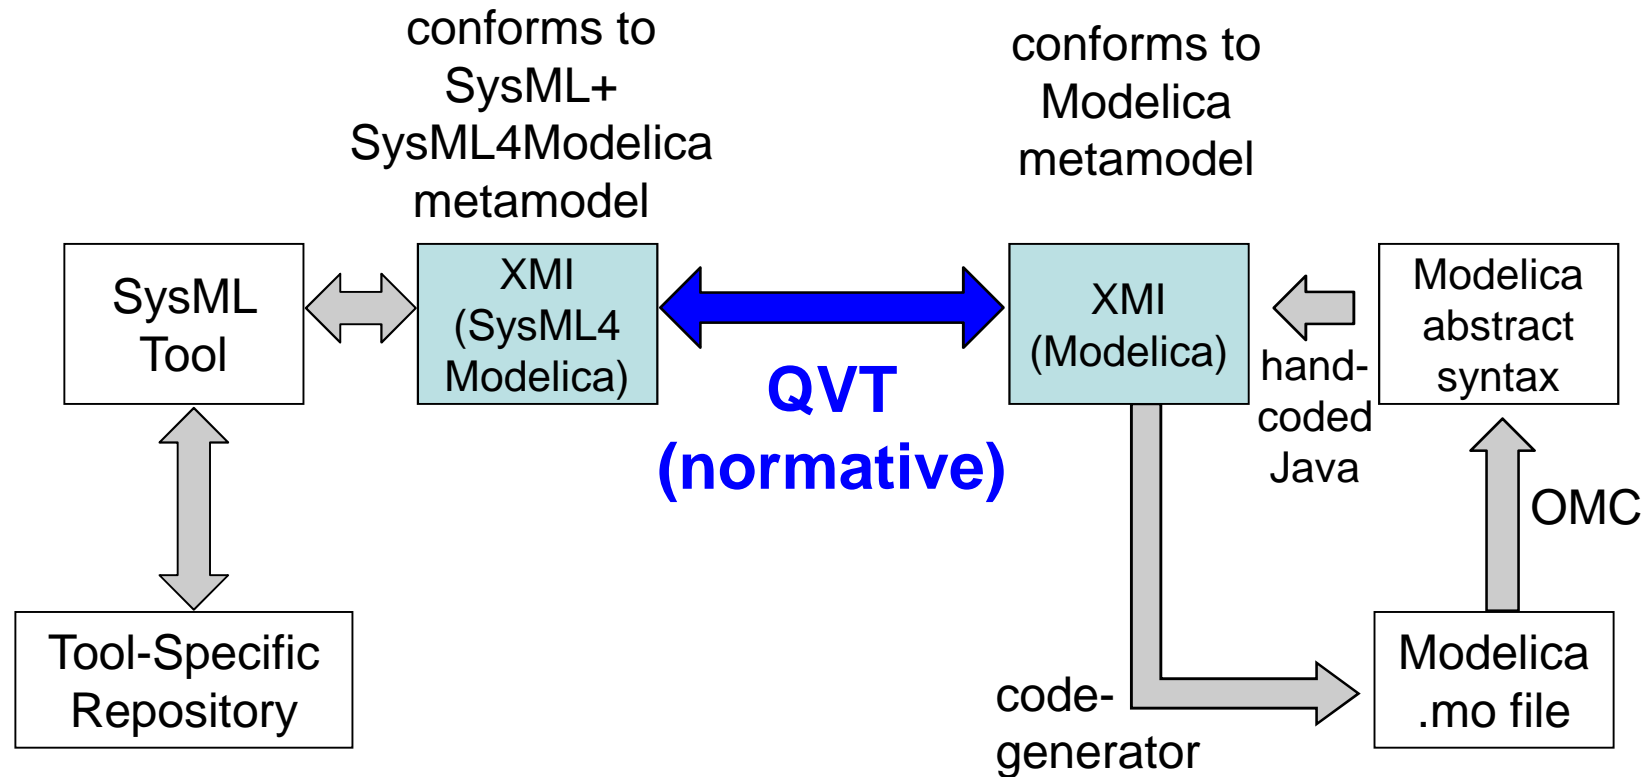 conforms to
SysML+
SysML4Modelica
metamodel
conforms to
Modelica
metamodel
SysML
Tool
XMI
(SysML4
Modelica)
QVT
(normative)
XMI
(Modelica)
hand-
coded
Java
Modelica
abstract
syntax
OMC
Tool-Specific
Repository
code-
generator
Modelica
.mo file